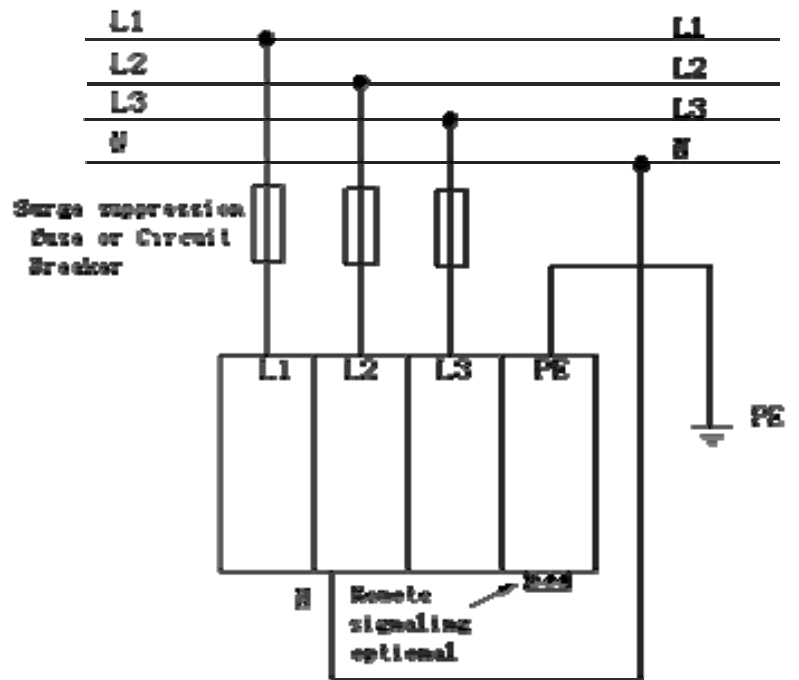 L1
L1
L2
L2
L3
L3
N
N
Surge suppression
fuse or Circuit
Breaker
L1
L2
L3
PE
PE
N
Remote
signaling
optional